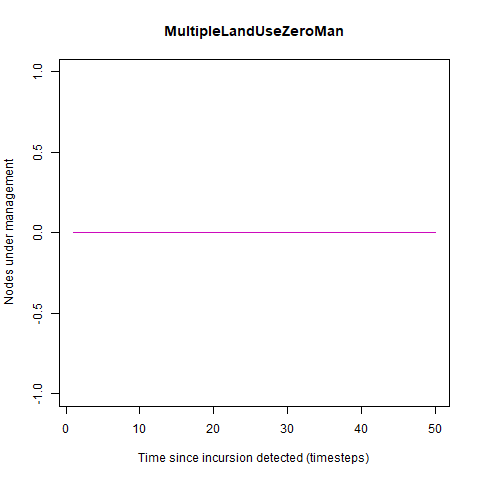 MultipleLandUseZeroMan
Nodes under management
1.0
0.5
0.0
-0.5
-1.0
0 10 20 30 40 50
Time since incursion detected (timesteps)